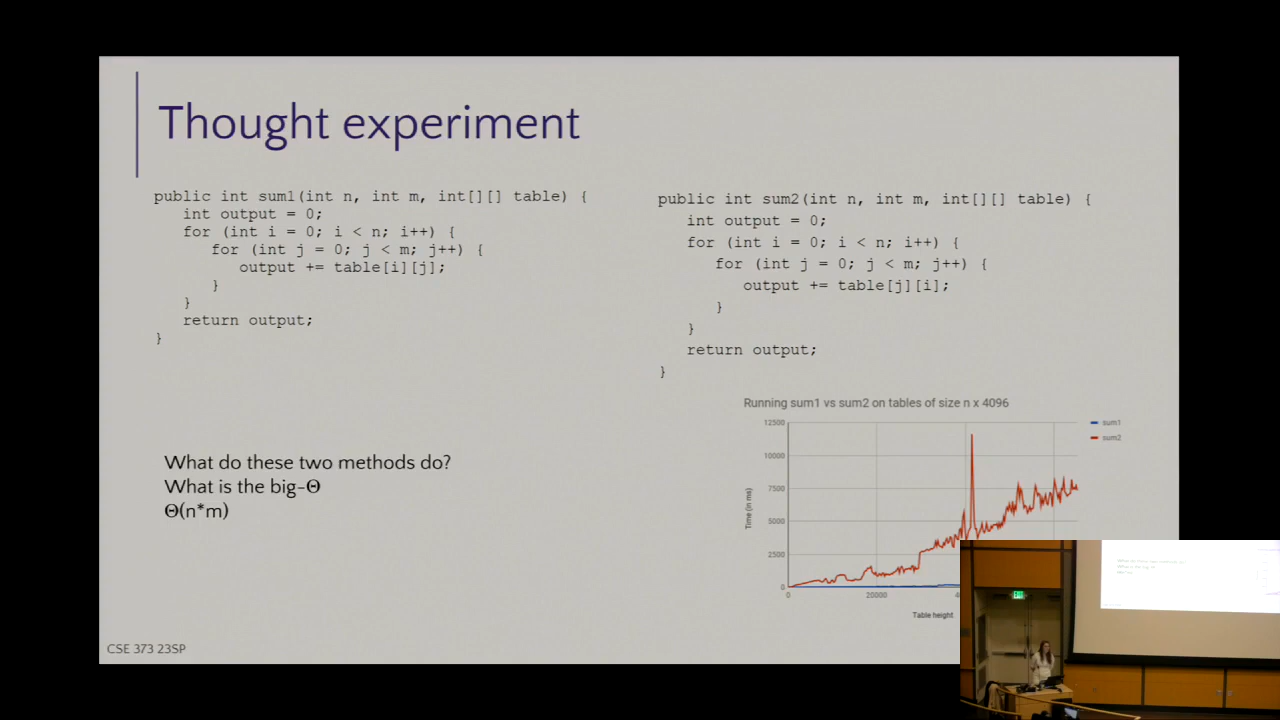 Thought experiment
public int sum1(int n, int m, int[][] table) {
int output = 0;
for (int i = 0; i < n; i++) {
for (int j = 0; j < m; j++) {
output += table[i][j];
}
}
return output;
}
public int sum2(int n, int m, int[][] table) {
int output = 0;
for (int i = 0; i < n; i++) {
for (int j = 0; j < m; j++) {
output += table[j][i];
}
}
return output;
}
What do these two methods do?
What is the big-Θ
Θ(n*m)
Running sum1 vs sum2 on tables of size n x 4096
12500
10000
7500
5000
2500
0
Time (in ms)
0
20000
Table height
sum1
sum2
CSE 373 23SP